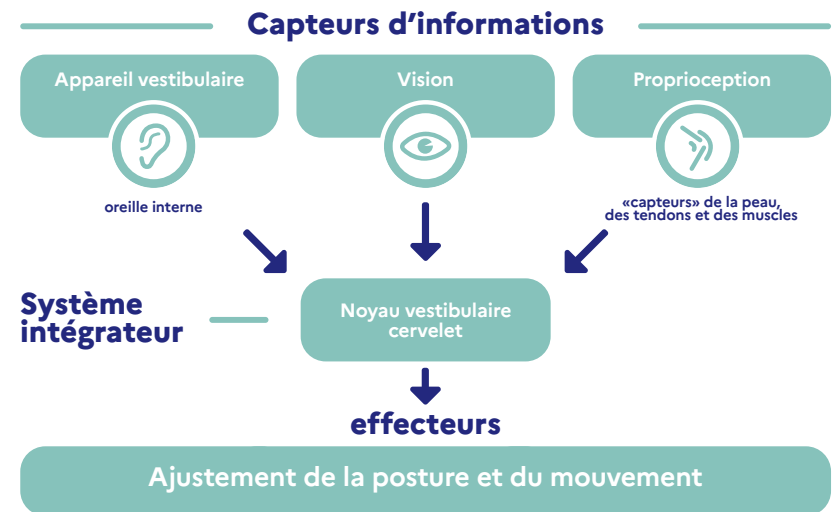 Capteurs d’informations
Appareil vestibulaire
Vision
Proprioception
oreille interne
«capteurs» de la peau,
des tendons et des muscles
Système
intégrateur
Noyau vestibulaire
cervelet
effecteurs
Ajustement de la posture et du mouvement